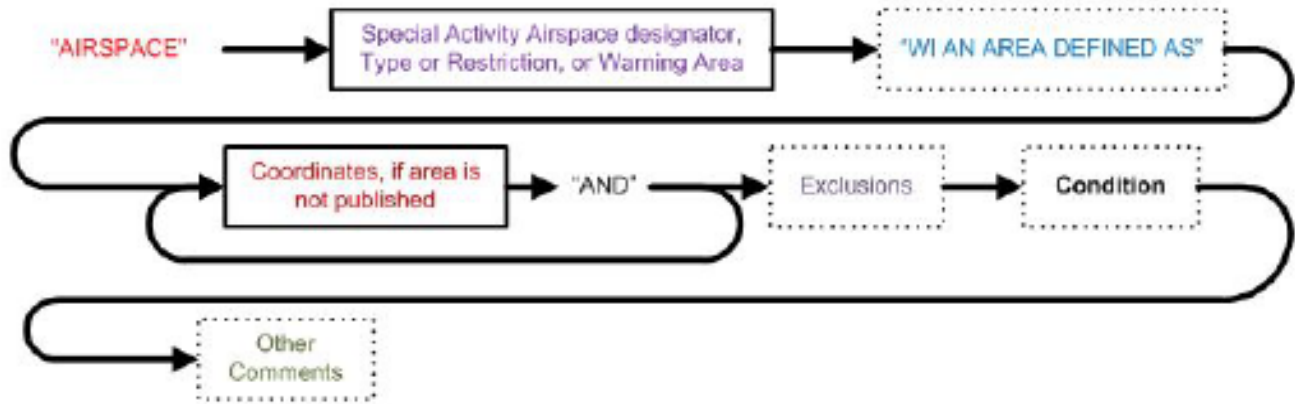 "AIRSPACE"
Special Activity Airspace designator,
Type or Restriction, or Warning Area
"WI AN AREA DEFINED AS"
Coordinates, if area is
not published
"AND"
Exclusions
Condition
Other
Comments